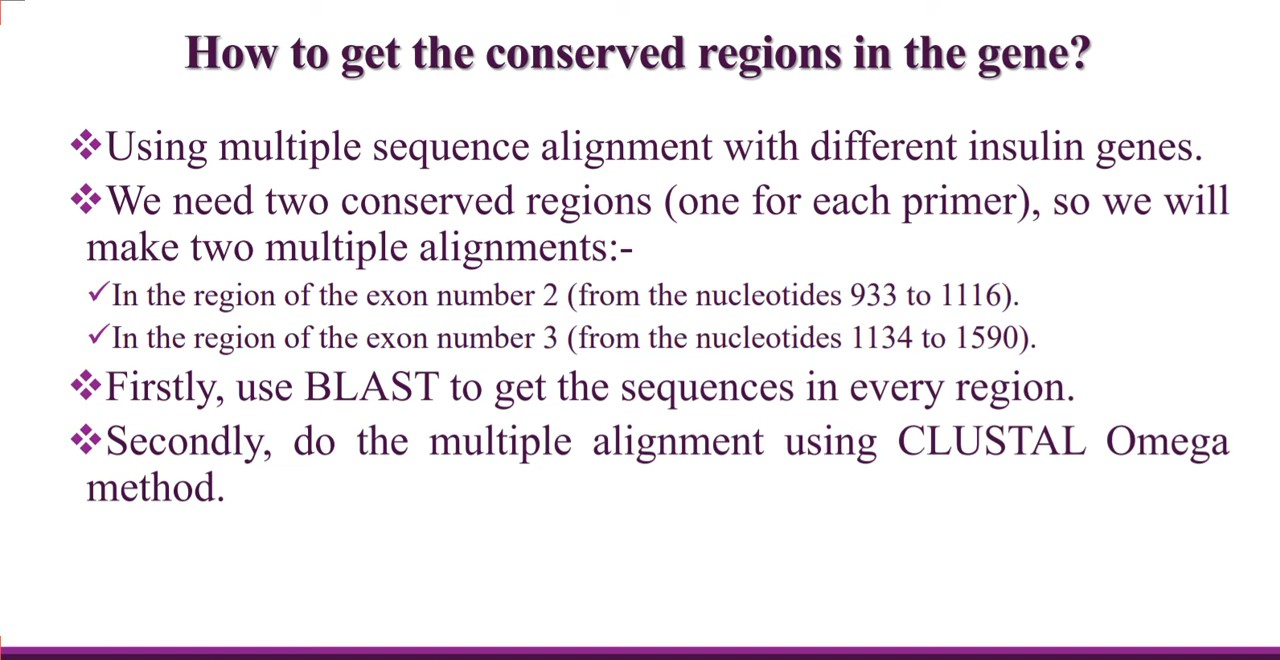 How to get the conserved regions in the gene?
❖Using multiple sequence alignment with different insulin genes.
❖We need two conserved regions (one for each primer), so we will
make two multiple alignments:-
✓In the region of the exon number 2 (from the nucleotides 933 to 1116).
✓In the region of the exon number 3 (from the nucleotides 1134 to 1590).
❖Firstly, use BLAST to get the sequences in every region.
❖Secondly, do the multiple alignment using CLUSTAL Omega
method.